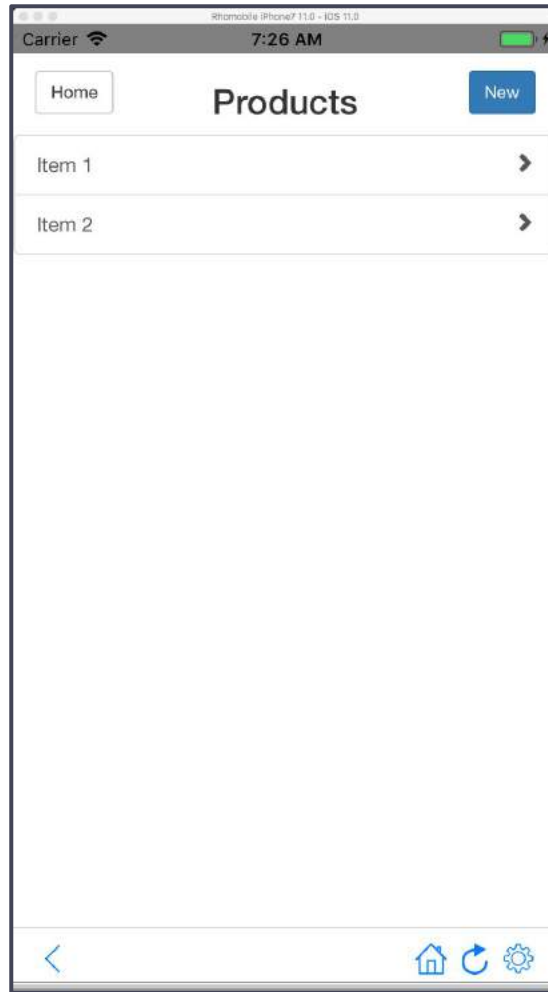 Rhomobile iPhone7 11.0 - iOS 11.0
Carrier 7:26 AM
Home Products New
Item 1
Item 2